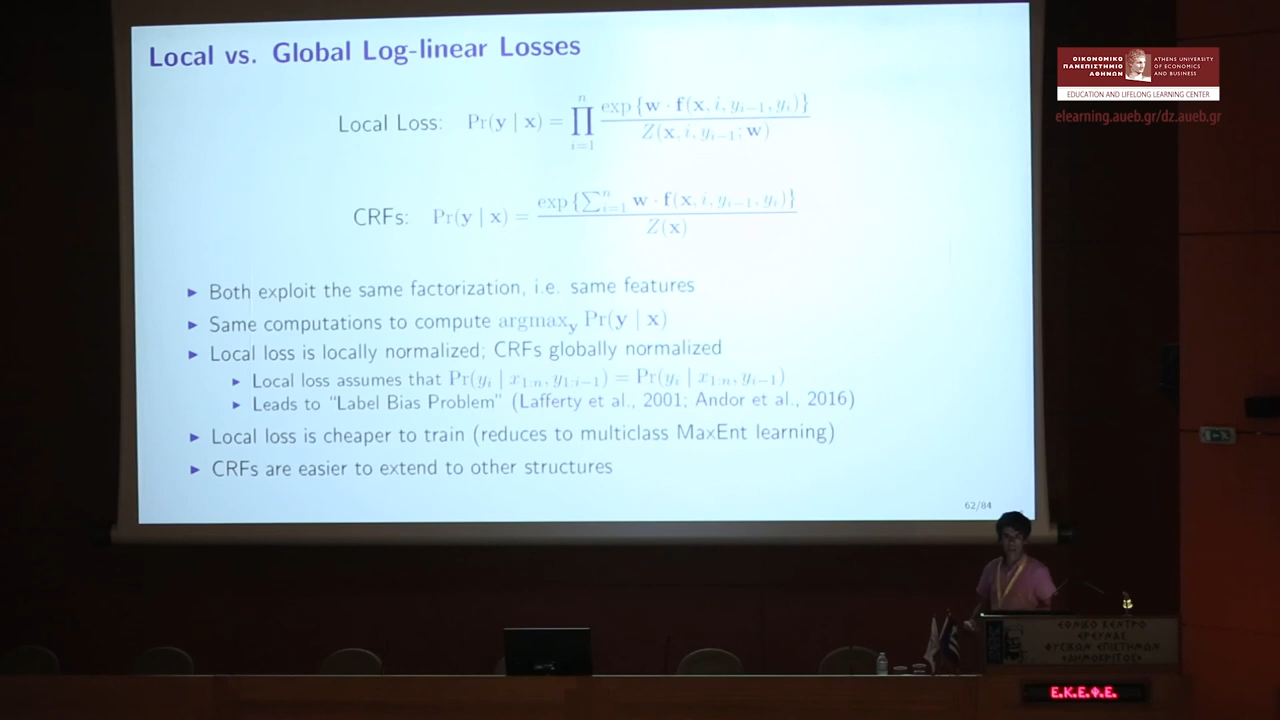 Local vs. Global Log-linear Losses
Local Loss: Pr(y | x) = ∏_{i=1}^{n} exp {w · f(x, i, y_{i−1}, y_i)} / Z(x, i, y_{i−1}; w)
CRFs: Pr(y | x) = exp {∑_{i=1}^{n} w · f(x, i, y_{i−1}, y_i)} / Z(x)
▶ Both exploit the same factorization, i.e. same features
▶ Same computations to compute argmax_y Pr(y | x)
▶ Local loss is locally normalized; CRFs globally normalized
▶ Local loss assumes that Pr(y_i | x_{1:n}, y_{1:i−1}) = Pr(y_i | x_{1:n}, y_{i−1})
▶ Leads to “Label Bias Problem” (Lafferty et al., 2001; Andor et al., 2016)
▶ Local loss is cheaper to train (reduces to multiclass MaxEnt learning)
▶ CRFs are easier to extend to other structures
62/84
ΟΙΚΟΝΟΜΙΚΟ
ΠΑΝΕΠΙΣΤΗΜΙΟ
ΑΘΗΝΩΝ
ATHENS UNIVERSITY
OF ECONOMICS
AND BUSINESS
EDUCATION AND LIFELONG LEARNING CENTER
elearning.aueb.gr/dz.aueb.gr
ΕΘΝΙΚΟ ΚΕΝΤΡΟ
ΕΡΕΥΝΑΣ
ΦΥΣΙΚΩΝ ΕΠΙΣΤΗΜΩΝ
«ΔΗΜΟΚΡΙΤΟΣ»
Ε.Κ.Ε.Φ.Ε.